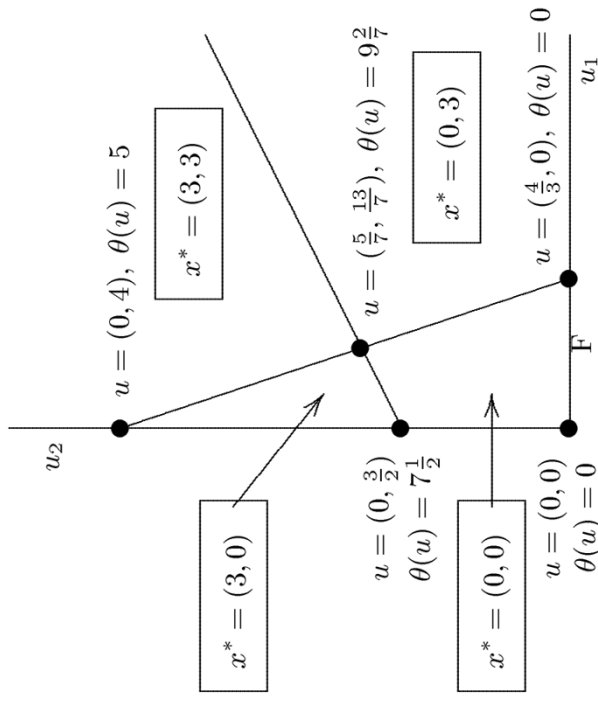 u₂
u = (0, 4), θ(u) = 5
x* = (3, 3)
x* = (3, 0)
u = (0, 3/2)
θ(u) = 7 1/2
u = (5/7, 13/7), θ(u) = 9 2/7
x* = (0, 3)
x* = (0, 0)
u = (0, 0)
θ(u) = 0
u = (4/3, 0), θ(u) = 0
F
u₁